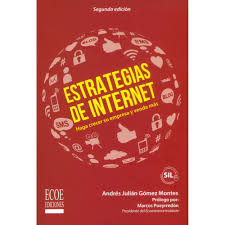 Segunda edición
ESTRATEGIAS
DE INTERNET
Haga crecer su empresa y venda más
SMS
BLOG
SIL
Andrés Julián Gómez Montes
Prólogo por:
Marcos Pueyrredón
Presidente del Ecommerce Institute
ECOE
EDICIONES